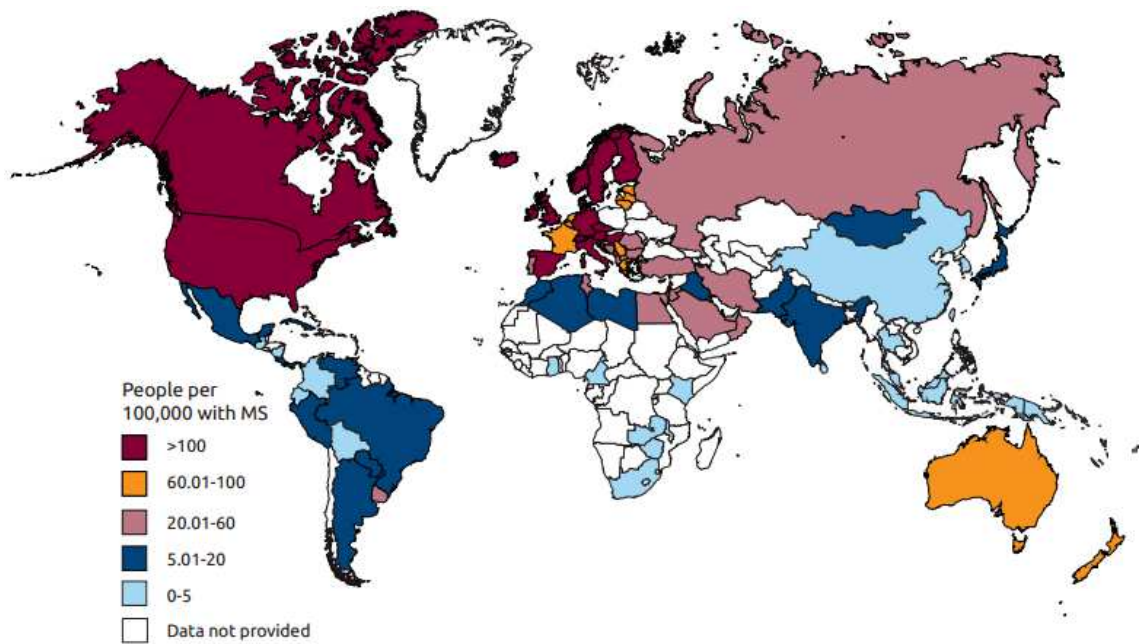 People per
100,000 with MS
>100
60.01-100
20.01-60
5.01-20
0-5
Data not provided